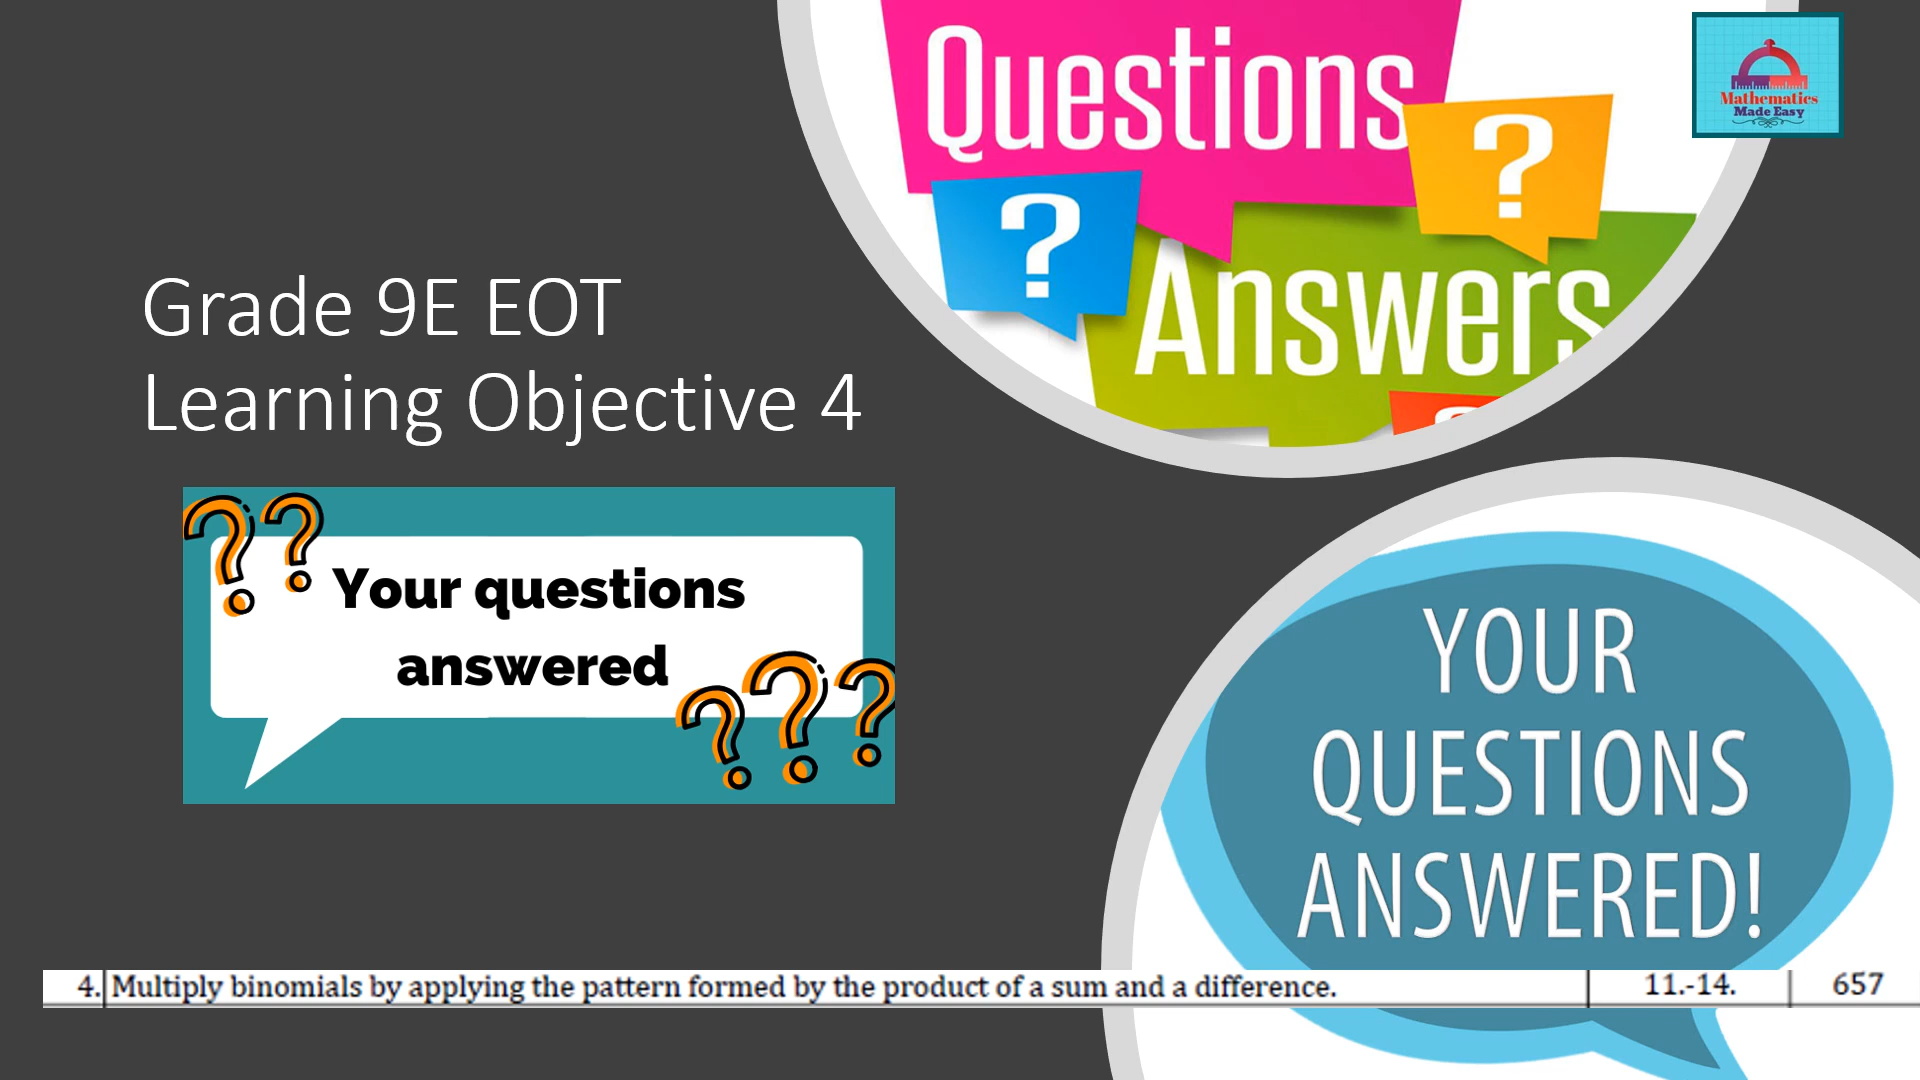 Questions
?
?
Answers
?
Mathematics
Made Easy
Grade 9E EOT
Learning Objective 4
? ?
Your questions
answered
? ? ?
YOUR
QUESTIONS
ANSWERED!
4. Multiply binomials by applying the pattern formed by the product of a sum and a difference. 11.-14. 657